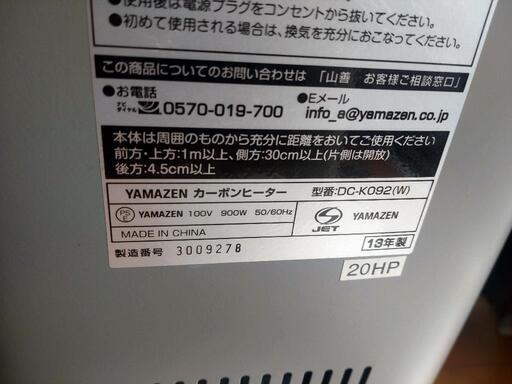 ●使用後は電源プラグをコンセントから抜いてください。
●初めて使用される場合は、換気を充分におこなってください。
この商品についてのお問い合わせは 「山善 お客様ご相談窓口」
●お電話
ナビダイヤル 0570-019-700
●Eメール
info_a@yamazen.co.jp
本体は周囲のものから充分に距離をおいてご使用ください
前方・上方:1m以上、側方:30cm以上(片側は開放)
後方:4.5cm以上
YAMAZEN カーボンヒーター 型番:DC-K092(W)
PS E YAMAZEN 100V 900W 50/60Hz
S JET YAMAZEN
MADE IN CHINA
製造番号 3009278
13年製
20HP